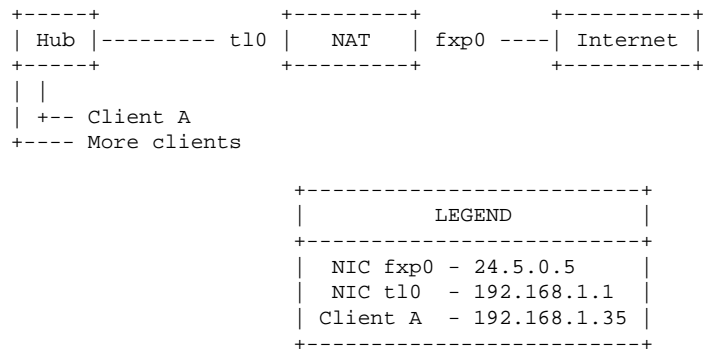 Hub tl0 NAT fxp0 Internet
Client A
More clients
LEGEND
NIC fxp0 - 24.5.0.5
NIC tl0 - 192.168.1.1
Client A - 192.168.1.35